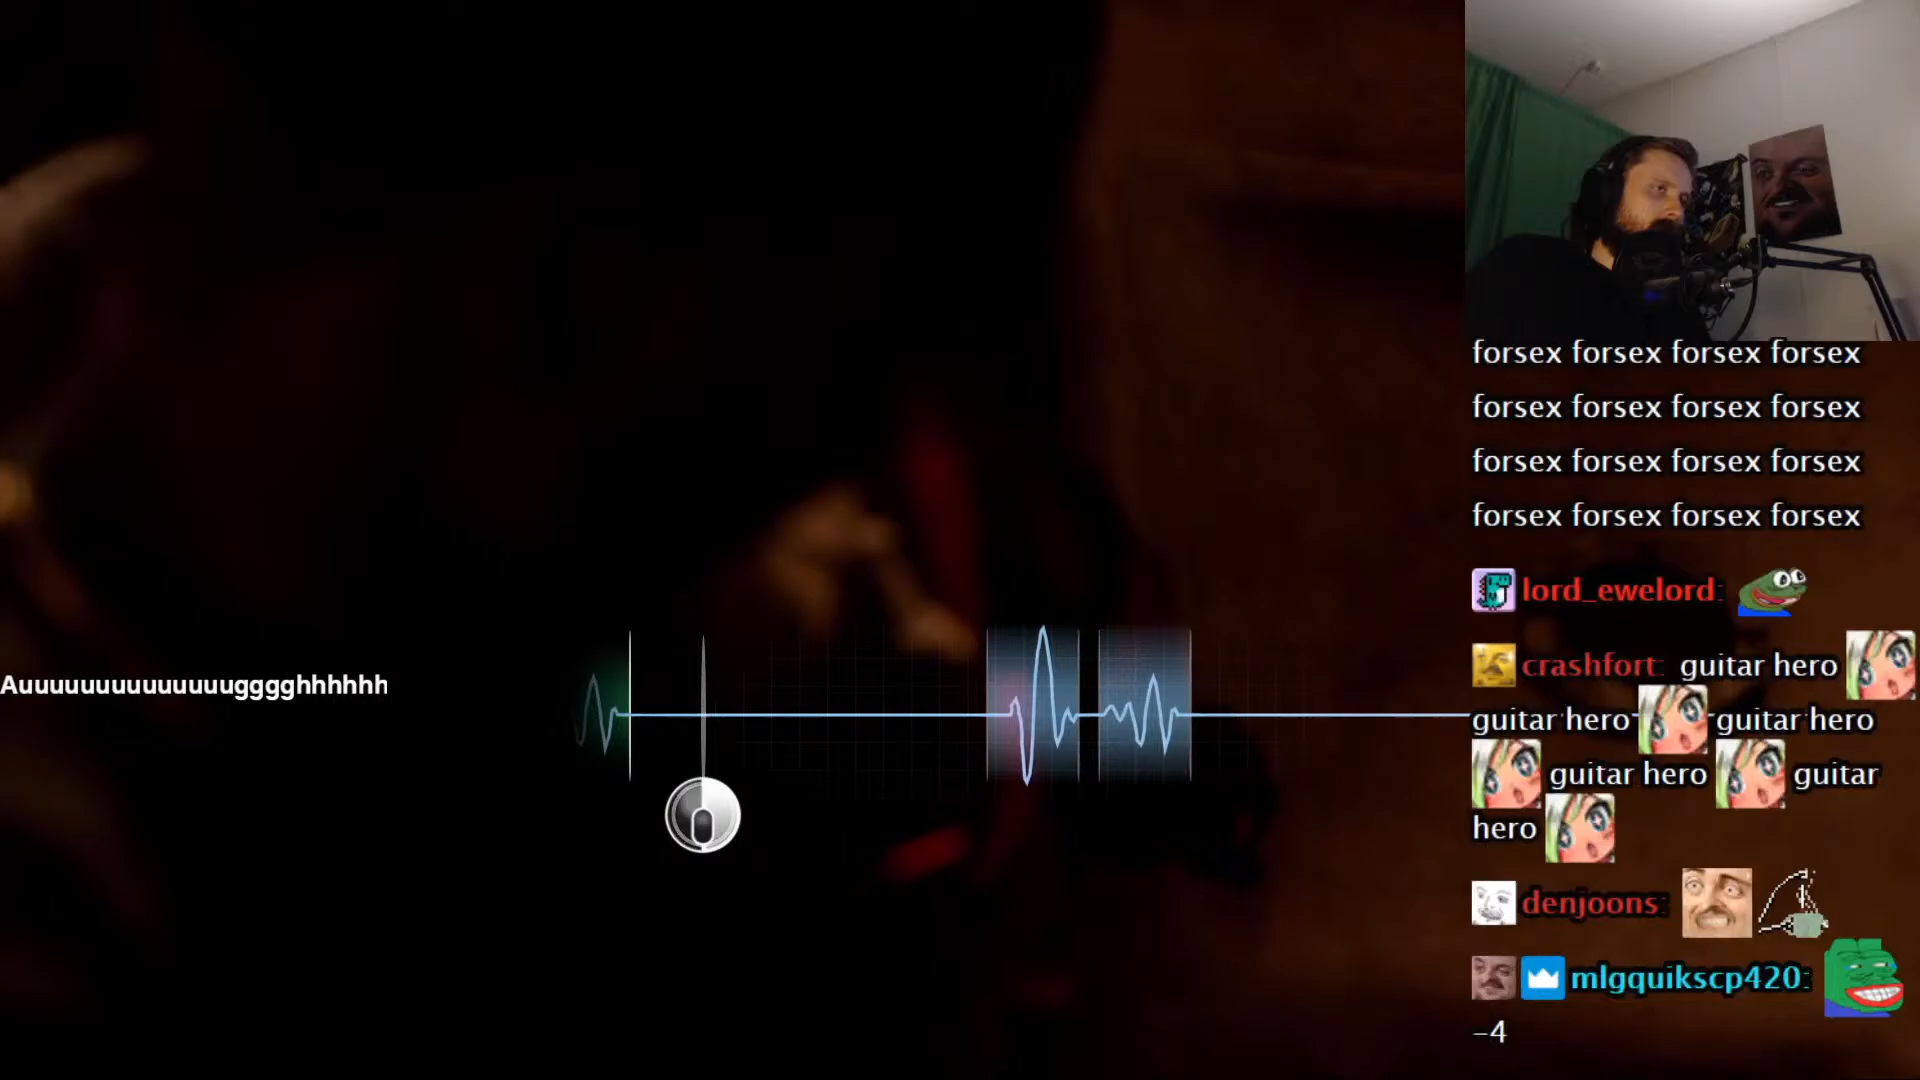 Auuuuuuuuuuuuuugggghhhhhh
forsex forsex forsex forsex
forsex forsex forsex forsex
forsex forsex forsex forsex
forsex forsex forsex forsex
lord_ewelord:
crashfort: guitar hero
guitar hero guitar hero
guitar hero guitar
hero
denjoons:
mlgquikscp420:
-4